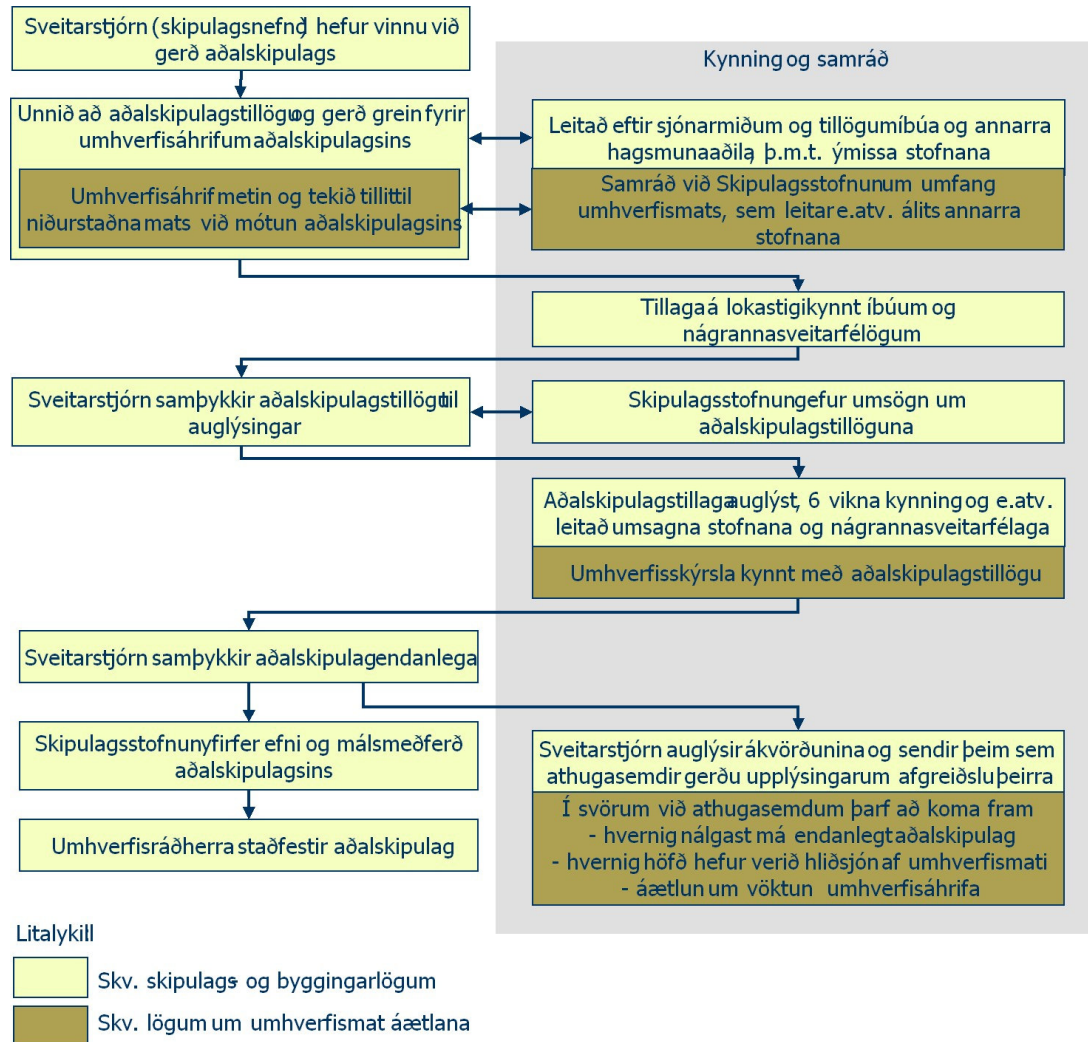 Sveitarstjórn (skipulagsnefnd) hefur vinnu við
gerð aðalskipulags
Kynning og samráð
Unnið að aðalskipulagstillögu og gerð grein fyrir
umhverfisáhrifum aðalskipulagsins
Leitað eftir sjónarmiðum og tillögum íbúa og annarra
hagsmunaaðila, þ.m.t. ýmissa stofnana
Umhverfisáhrif metin og tekið tillit til
niðurstaðna mats við mótun aðalskipulagsins
Samráð við Skipulagsstofnun um umfang
umhverfismats, sem leitar e.atv. álits annarra
stofnana
Tillaga á lokastigi kynnt íbúum og
nágrannasveitarfélögum
Sveitarstjórn samþykkir aðalskipulagstillögu til
auglýsingar
Skipulagsstofnun gefur umsögn um
aðalskipulagstillöguna
Aðalskipulagstillaga auglýst, 6 vikna kynning og e.atv.
leitað umsagna stofnana og nágrannasveitarfélaga
Umhverfisskýrsla kynnt með aðalskipulagstillögu
Sveitarstjórn samþykkir aðalskipulag endanlega
Skipulagsstofnun yfirfer efni og málsmeðferð
aðalskipulagsins
Sveitarstjórn auglýsir ákvörðunina og sendir þeim sem
athugasemdir gerðu upplýsingar um afgreiðslu þeirra
Í svörum við athugasemdum þarf að koma fram
- hvernig nálgast má endanlegt aðalskipulag
- hvernig höfð hefur verið hliðsjón af umhverfismati
- áætlun um vöktun umhverfisáhrifa
Umhverfisráðherra staðfestir aðalskipulag
Litalykill
Skv. skipulags- og byggingarlögum
Skv. lögum um umhverfismat áætlana